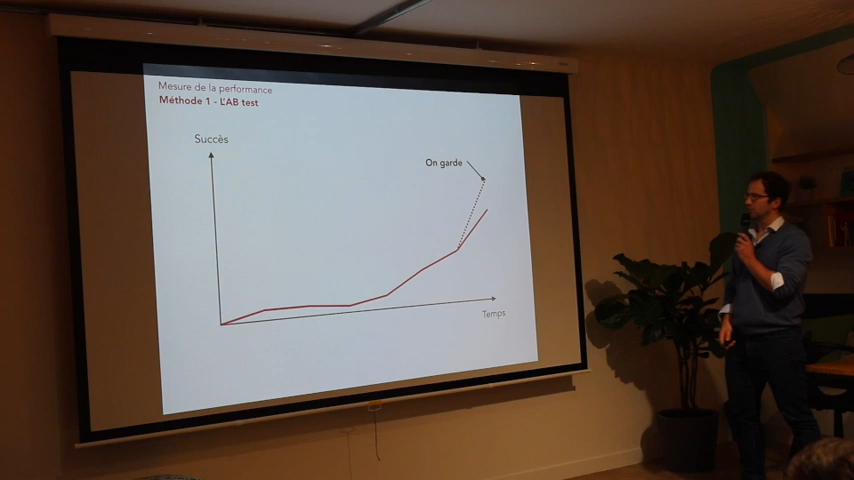 Mesure de la performance
Méthode 1 - L'AB test
Succès
On garde
Temps